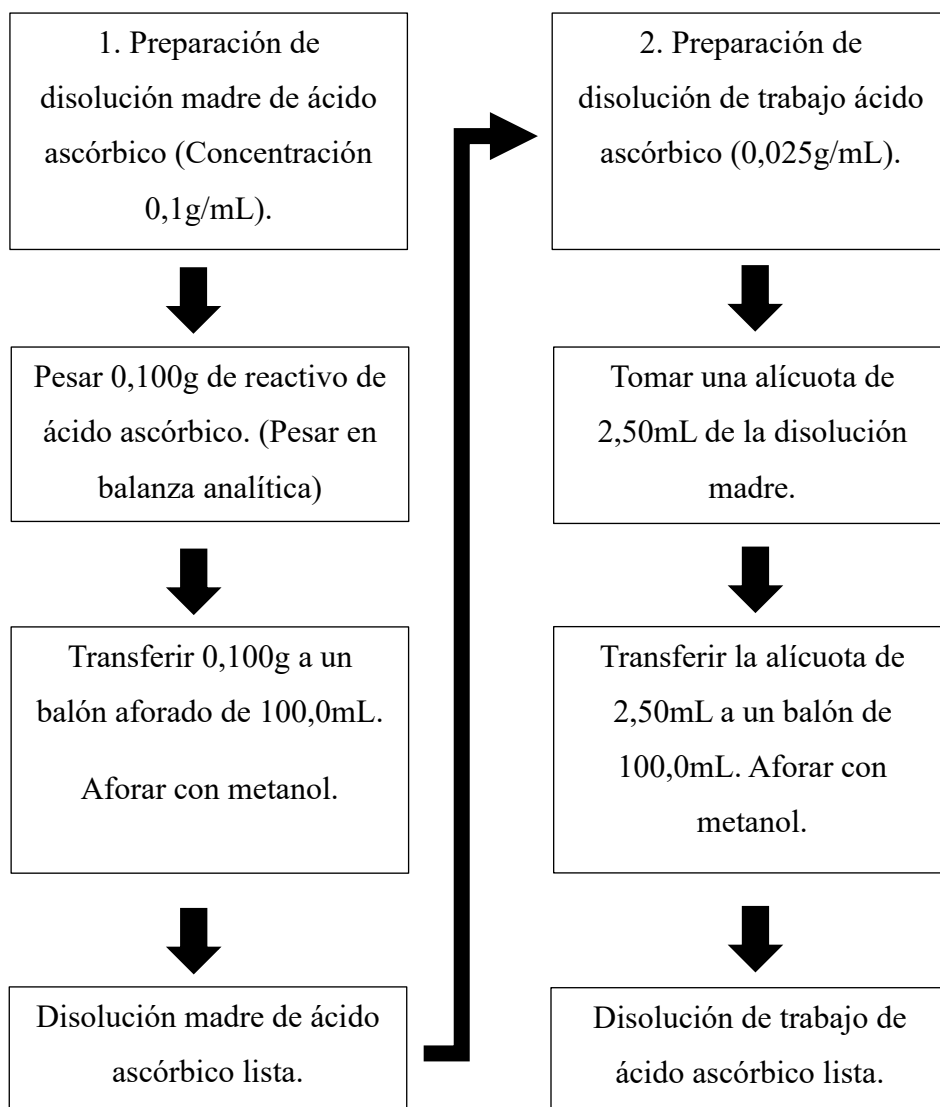 1. Preparación de
disolución madre de ácido
ascórbico (Concentración
0,1g/mL).
Pesar 0,100g de reactivo de
ácido ascórbico. (Pesar en
balanza analítica)
Transferir 0,100g a un
balón aforado de 100,0mL.
Aforar con metanol.
Disolución madre de ácido
ascórbico lista.
2. Preparación de
disolución de trabajo ácido
ascórbico (0,025g/mL).
Tomar una alícuota de
2,50mL de la disolución
madre.
Transferir la alícuota de
2,50mL a un balón de
100,0mL. Aforar con
metanol.
Disolución de trabajo de
ácido ascórbico lista.